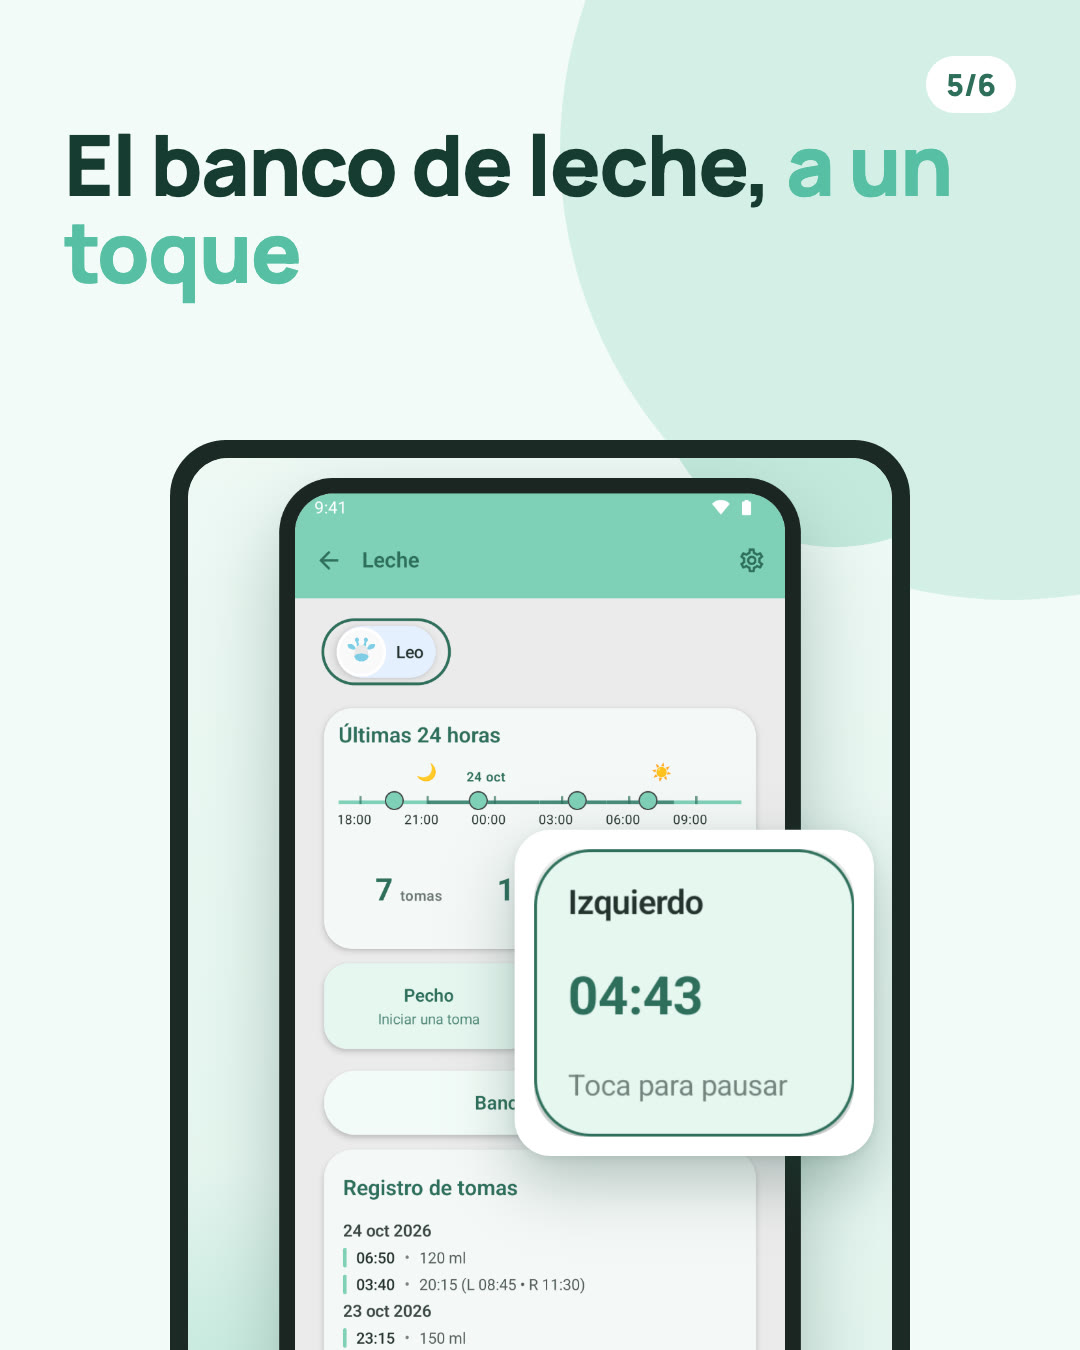 5/6
El banco de leche, a un
toque
9:41
Leche
Leo
Últimas 24 horas
24 oct
18:00 21:00 00:00 03:00 06:00 09:00
7 tomas
Izquierdo
04:43
Toca para pausar
Pecho
Iniciar una toma
Registro de tomas
24 oct 2026
06:50 • 120 ml
03:40 • 20:15 (L 08:45 • R 11:30)
23 oct 2026
23:15 • 150 ml